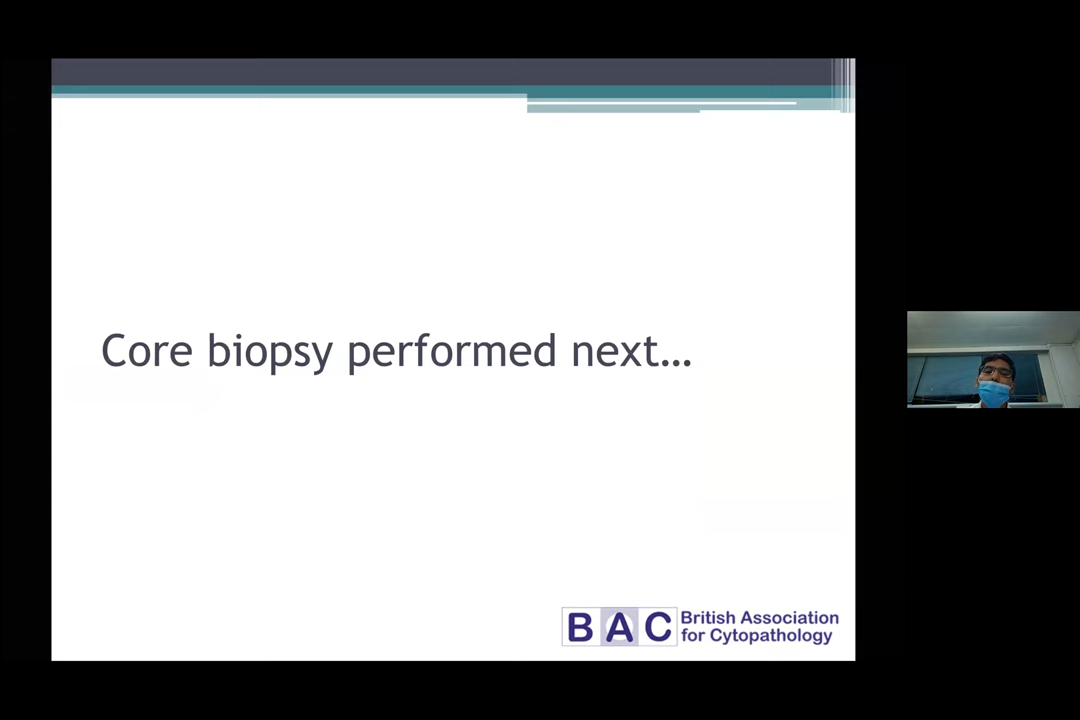 Core biopsy performed next...
BAC British Association
for Cytopathology